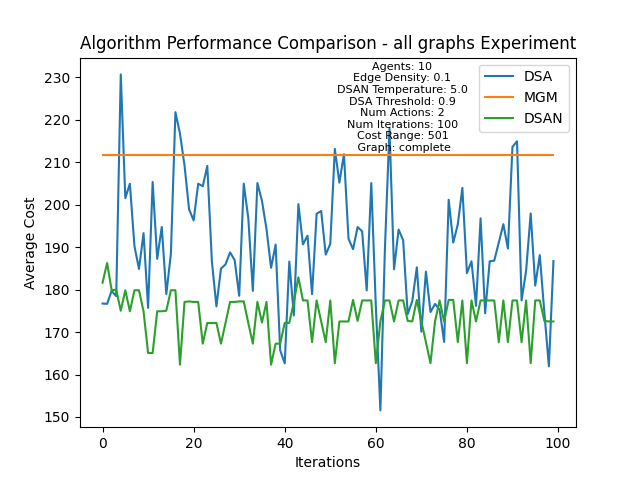 Algorithm Performance Comparison - all graphs Experiment
Agents: 10
Edge Density: 0.1
DSAN Temperature: 5.0
DSA Threshold: 0.9
Num Actions: 2
Num Iterations: 100
Cost Range: 501
Graph: complete
DSA
MGM
DSAN
Average Cost
230
220
210
200
190
180
170
160
150
0
20
40
60
80
100
Iterations